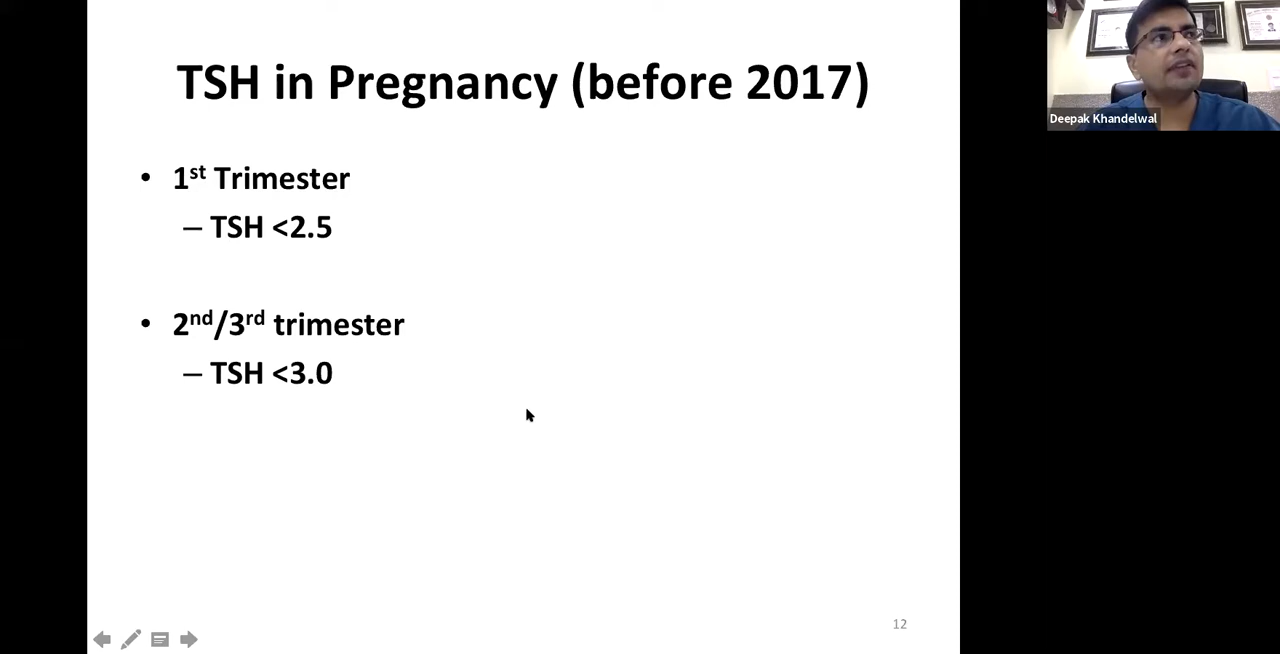 TSH in Pregnancy (before 2017)
• 1st Trimester
– TSH <2.5
• 2nd/3rd trimester
– TSH <3.0
12
Deepak Khandelwal